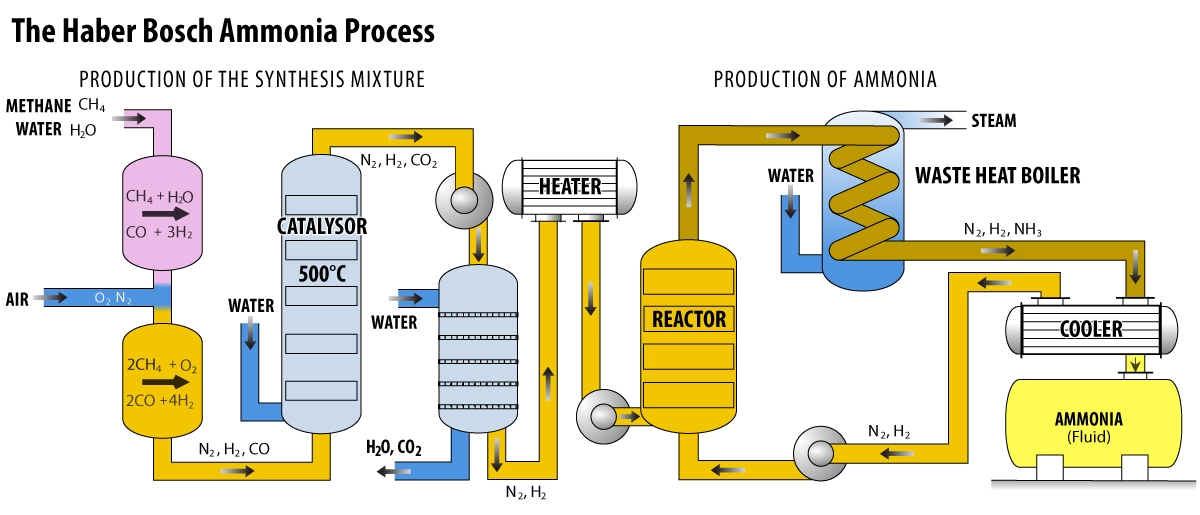 The Haber Bosch Ammonia Process
PRODUCTION OF THE SYNTHESIS MIXTURE
PRODUCTION OF AMMONIA
METHANE CH₄
WATER H₂O
CH₄ + H₂O
CO + 3H₂
AIR
O₂ N₂
2CH₄ + O₂
2CO + 4H₂
N₂, H₂, CO
WATER
CATALYSOR
500°C
N₂, H₂, CO₂
WATER
H₂O, CO₂
N₂, H₂
HEATER
REACTOR
WATER
STEAM
WASTE HEAT BOILER
N₂, H₂, NH₃
COOLER
N₂, H₂
AMMONIA
(Fluid)